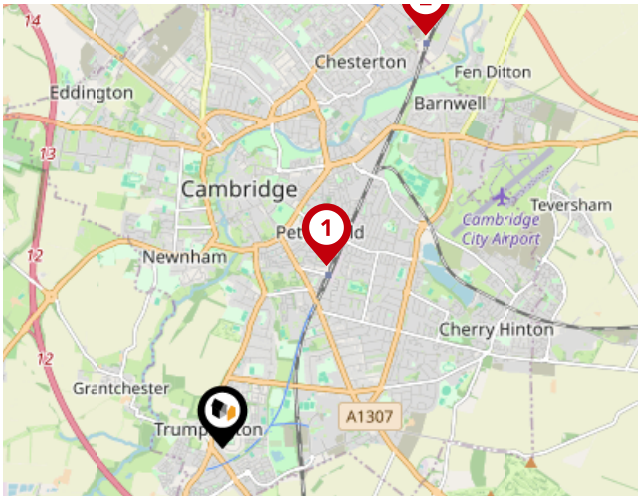 14
Chesterton
Fen Ditton
Eddington
Barnwell
13
Cambridge
Teversham
1
Cambridge
City Airport
12
Newnham
Cherry Hinton
12
Grantchester
A1307